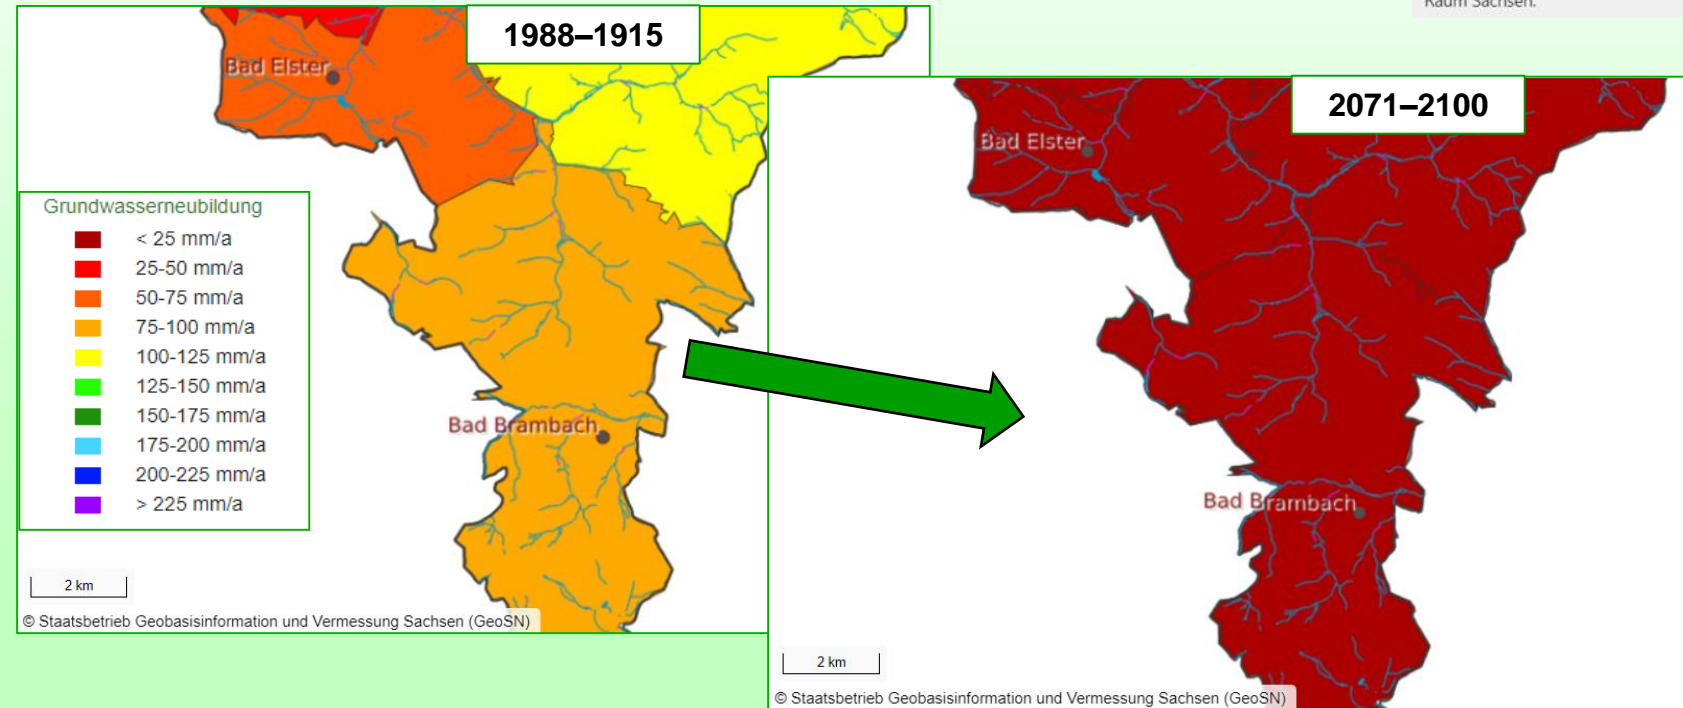 Raum Sachsen.
1988–1915
Bad Elster
Grundwasserneubildung
< 25 mm/a
25-50 mm/a
50-75 mm/a
75-100 mm/a
100-125 mm/a
125-150 mm/a
150-175 mm/a
175-200 mm/a
200-225 mm/a
> 225 mm/a
Bad Brambach
2 km
© Staatsbetrieb Geobasisinformation und Vermessung Sachsen (GeoSN)
2071–2100
Bad Elster
Bad Brambach
2 km
© Staatsbetrieb Geobasisinformation und Vermessung Sachsen (GeoSN)